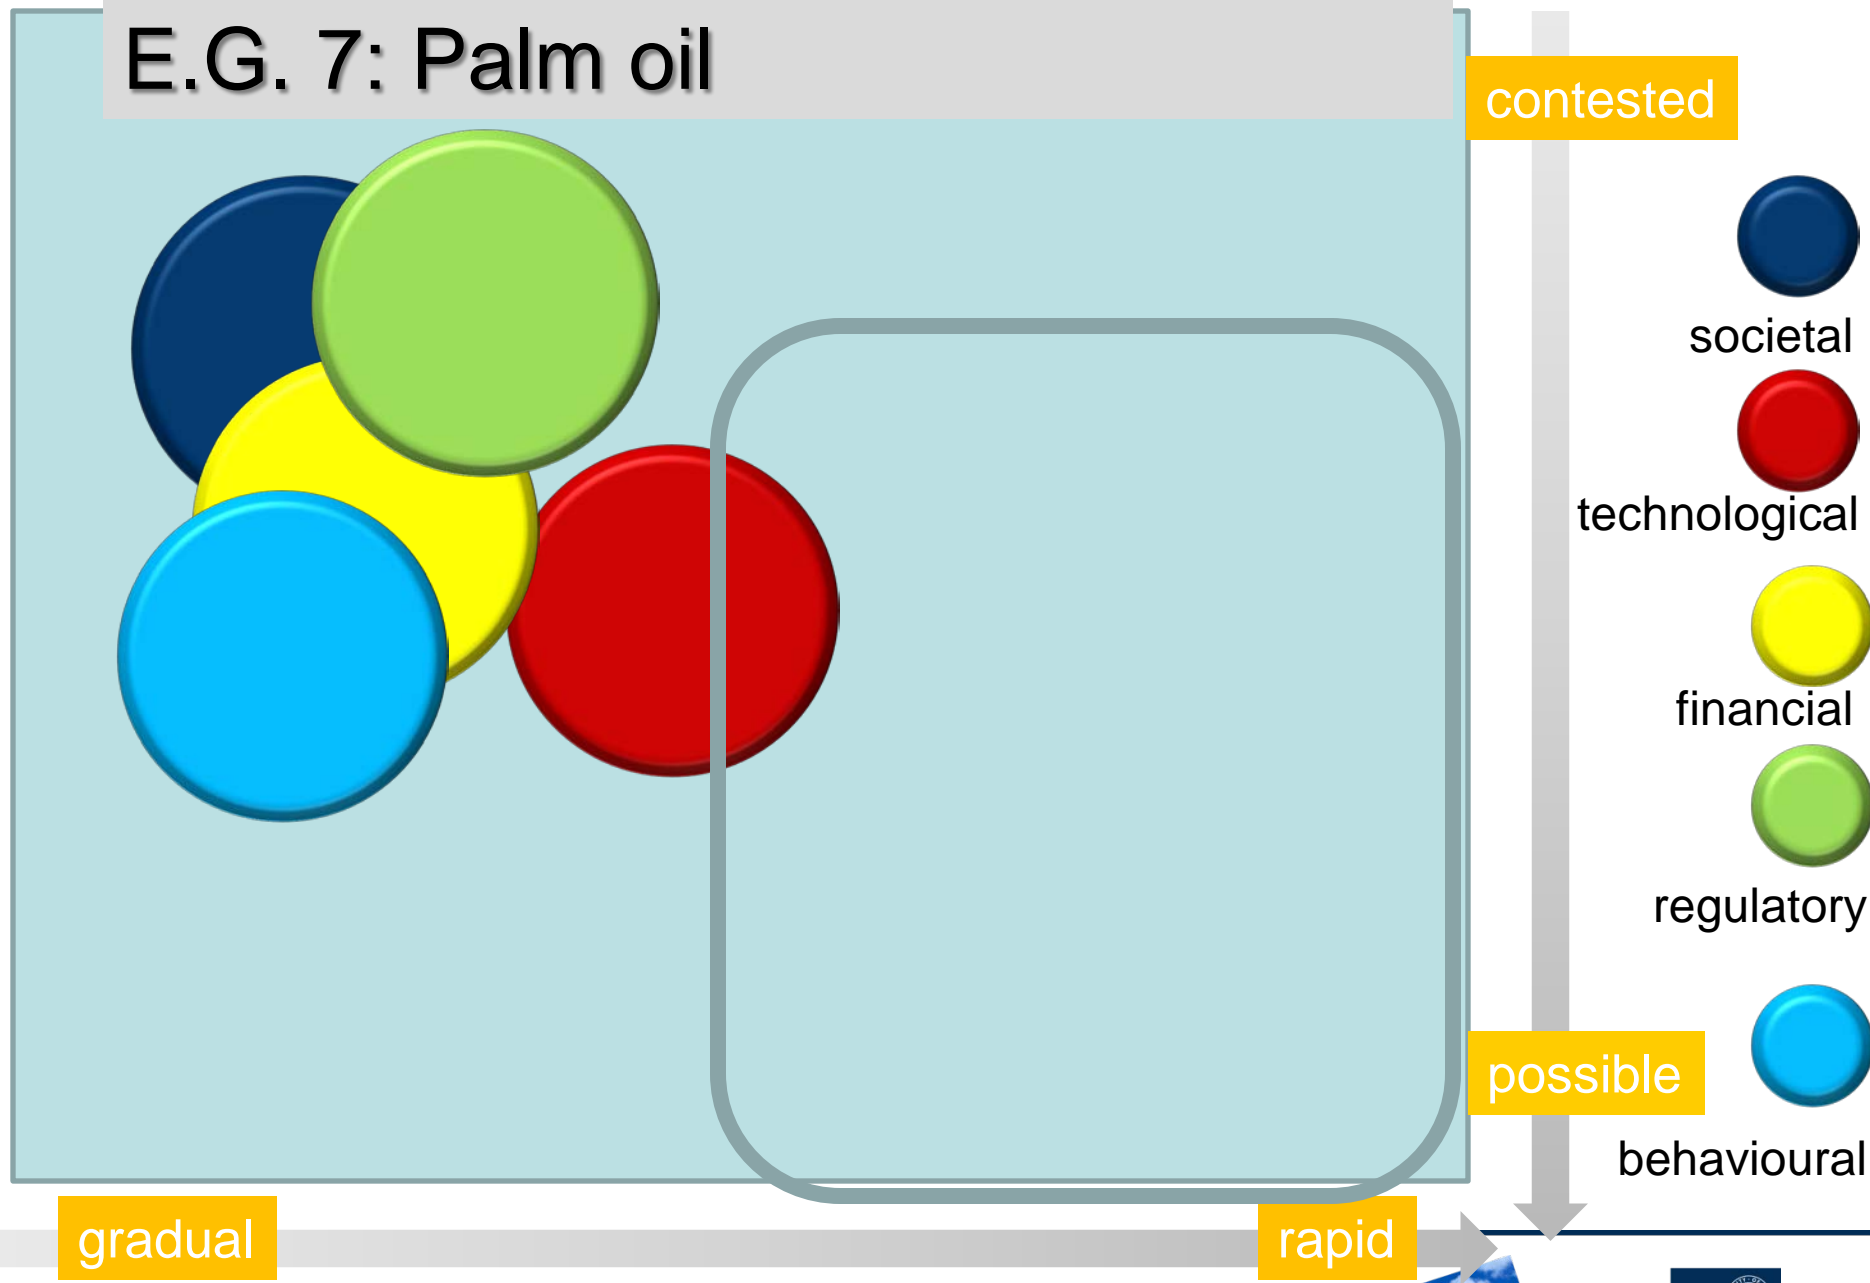 E.G. 7: Palm oil
contested
societal
technological
financial
regulatory
possible
behavioural
gradual
rapid